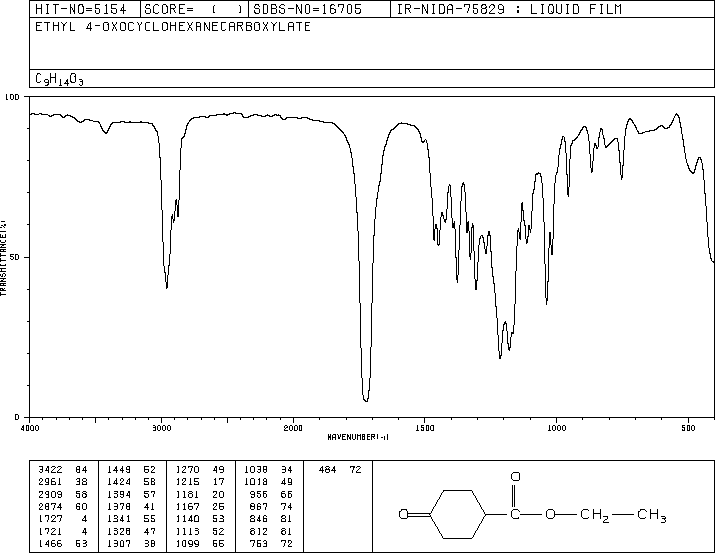 HIT-NO=5154 SCORE= ( ) SDBS-NO=16705 IR-NIDA-75829 : LIQUID FILM
ETHYL 4-OXOCYCLOHEXANECARBOXYLATE
C9H14O3
100
50
0
TRANSMITTANCE(%)
4000 3000 2000 1500 1000 500
WAVENUMBER(-1)
3422 84 1449 52 1270 49 1038 34 484 72
2961 38 1424 58 1215 17 1018 49
2909 58 1394 57 1181 20 956 66
2874 60 1378 41 1167 25 867 74
1727 4 1341 55 1140 53 846 81
1721 4 1328 47 1113 52 812 81
1466 53 1307 38 1099 55 753 72
O
O C O CH2 CH3